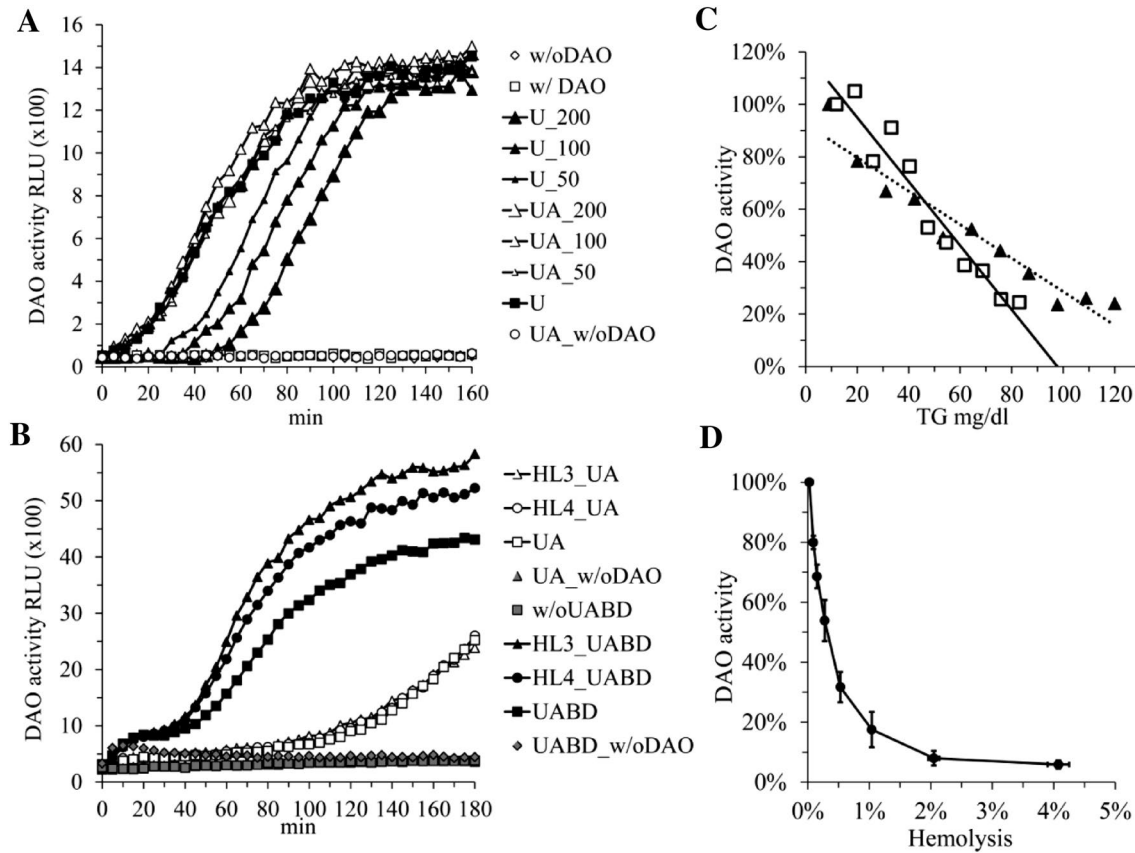 A
DAO activity RLU (x100)
16
14
12
10
8
6
4
2
0
0 20 40 60 80 100 120 140 160
min
w/oDAO
w/ DAO
U_200
U_100
U_50
UA_200
UA_100
UA_50
U
UA_w/oDAO
C
DAO activity
120%
100%
80%
60%
40%
20%
0%
0 20 40 60 80 100 120
TG mg/dl
B
DAO activity RLU (x100)
60
50
40
30
20
10
0
0 20 40 60 80 100 120 140 160 180
min
HL3_UA
HL4_UA
UA
UA_w/oDAO
w/oUABD
HL3_UABD
HL4_UABD
UABD
UABD_w/oDAO
D
DAO activity
100%
80%
60%
40%
20%
0%
0% 1% 2% 3% 4% 5%
Hemolysis